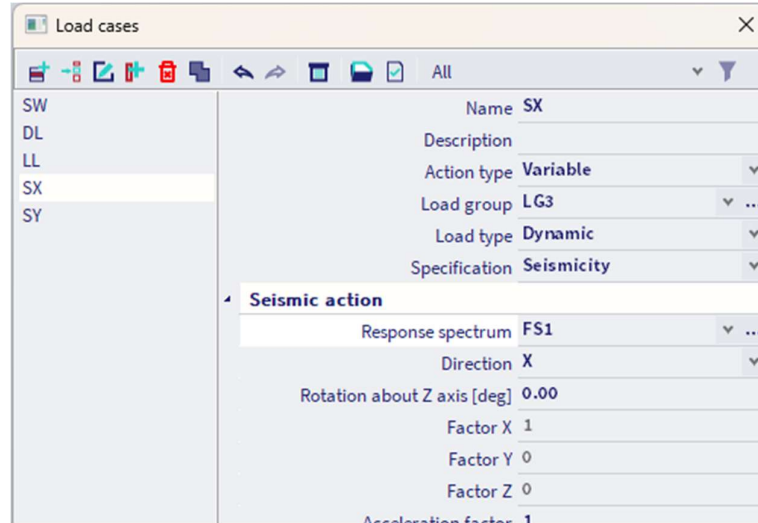 Load cases
All
SW
DL
LL
SX
SY
Name SX
Description
Action type Variable
Load group LG3 ...
Load type Dynamic
Specification Seismicity
Seismic action
Response spectrum FS1 ...
Direction X
Rotation about Z axis [deg] 0.00
Factor X 1
Factor Y 0
Factor Z 0
Acceleration factor 1